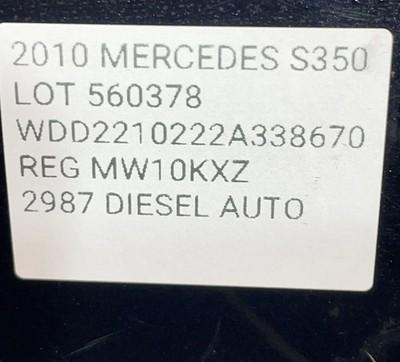 2010 MERCEDES S350
LOT 560378
WDD2210222A338670
REG MW10KXZ
2987 DIESEL AUTO